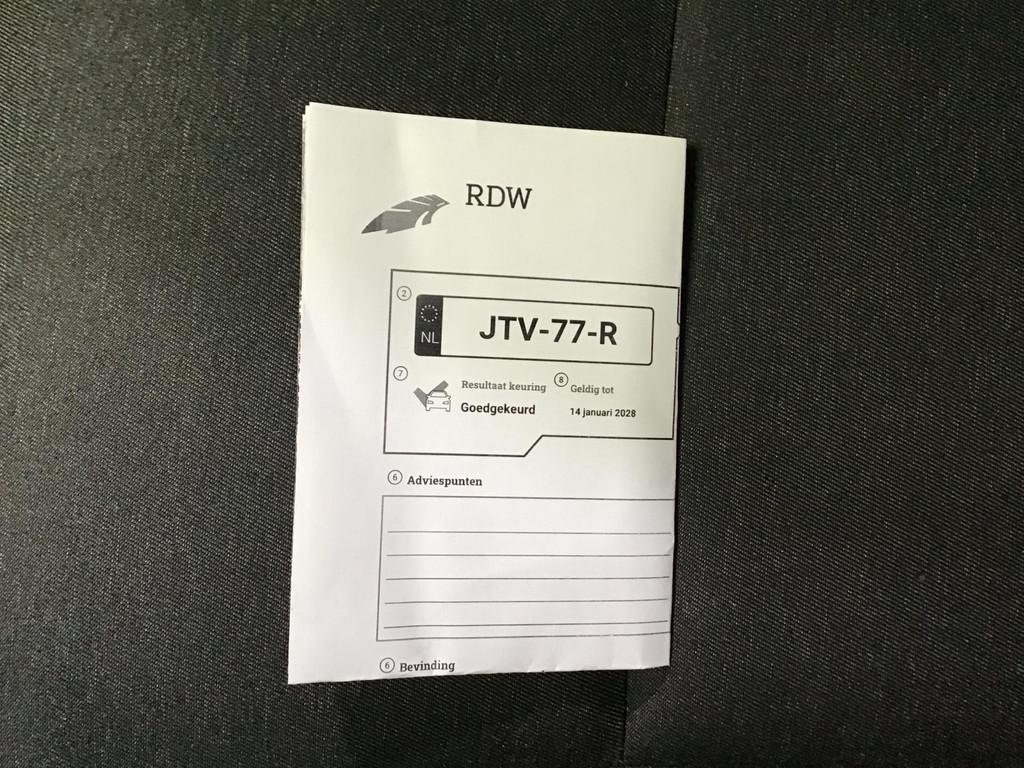 RDW
2
NL
JTV-77-R
7
Resultaat keuring
8
Geldig tot
Goedgekeurd
14 januari 2028
6 Adviespunten
6 Bevinding